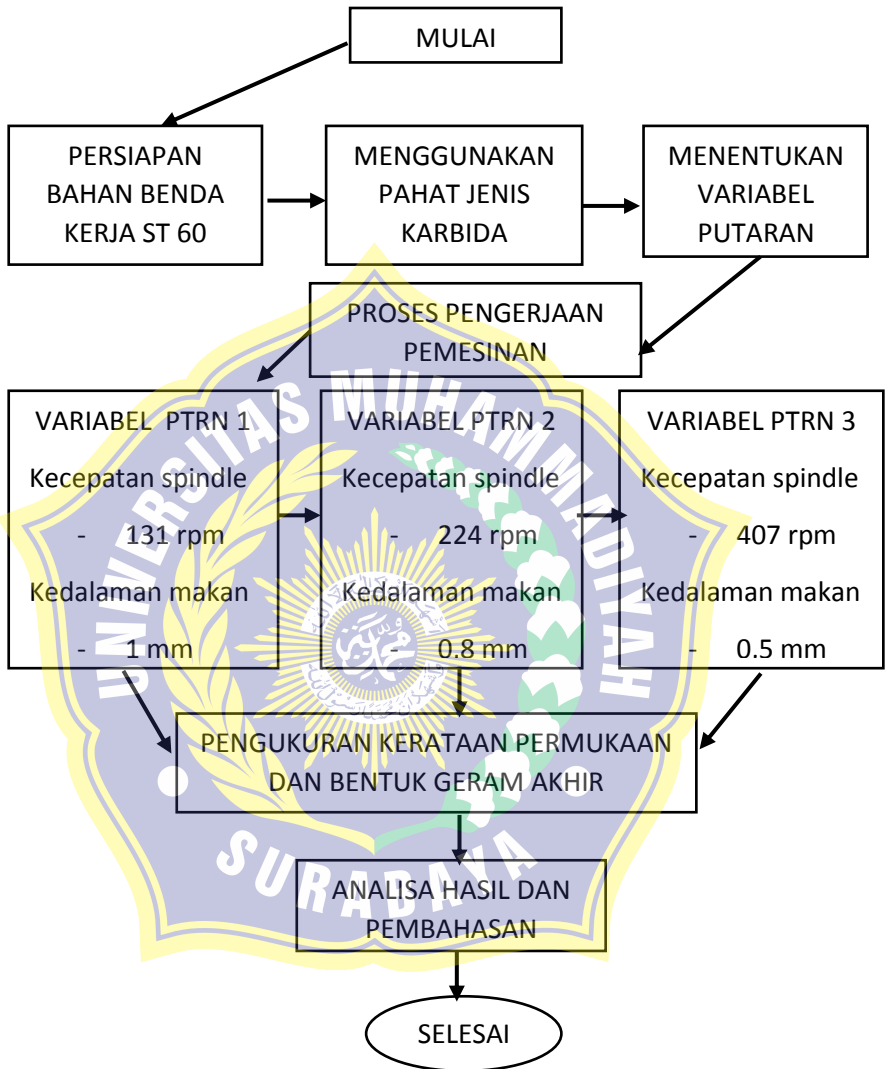 MULAI
PERSIAPAN
BAHAN BENDA
KERJA ST 60
MENGGUNAKAN
PAHAT JENIS
KARBIDA
MENENTUKAN
VARIABEL
PUTARAN
PROSES PENGERJAAN
PEMESINAN
VARIABEL PTRN 1
Kecepatan spindle
- 131 rpm
Kedalaman makan
- 1 mm
VARIABEL PTRN 2
Kecepatan spindle
- 224 rpm
Kedalaman makan
- 0.8 mm
VARIABEL PTRN 3
Kecepatan spindle
- 407 rpm
Kedalaman makan
- 0.5 mm
PENGUKURAN KERATAAN PERMUKAAN
DAN BENTUK GERAM AKHIR
ANALISA HASIL DAN
PEMBAHASAN
SELESAI
UNIVERSITAS MUHAMMADIYAH
SURABAYA